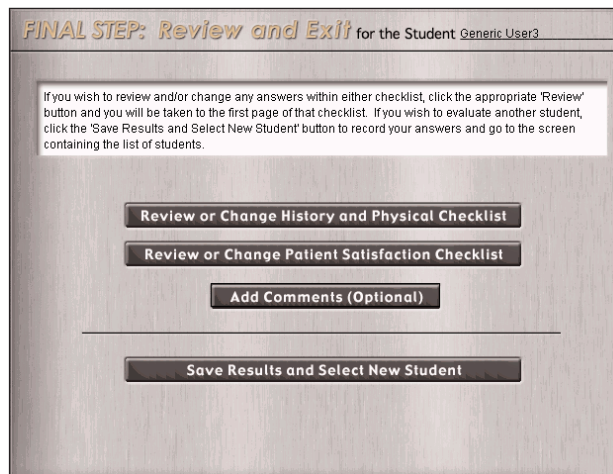 FINAL STEP: Review and Exit for the Student Generic User3
If you wish to review and/or change any answers within either checklist, click the appropriate 'Review'
button and you will be taken to the first page of that checklist. If you wish to evaluate another student,
click the 'Save Results and Select New Student' button to record your answers and go to the screen
containing the list of students.
Review or Change History and Physical Checklist
Review or Change Patient Satisfaction Checklist
Add Comments (Optional)
Save Results and Select New Student